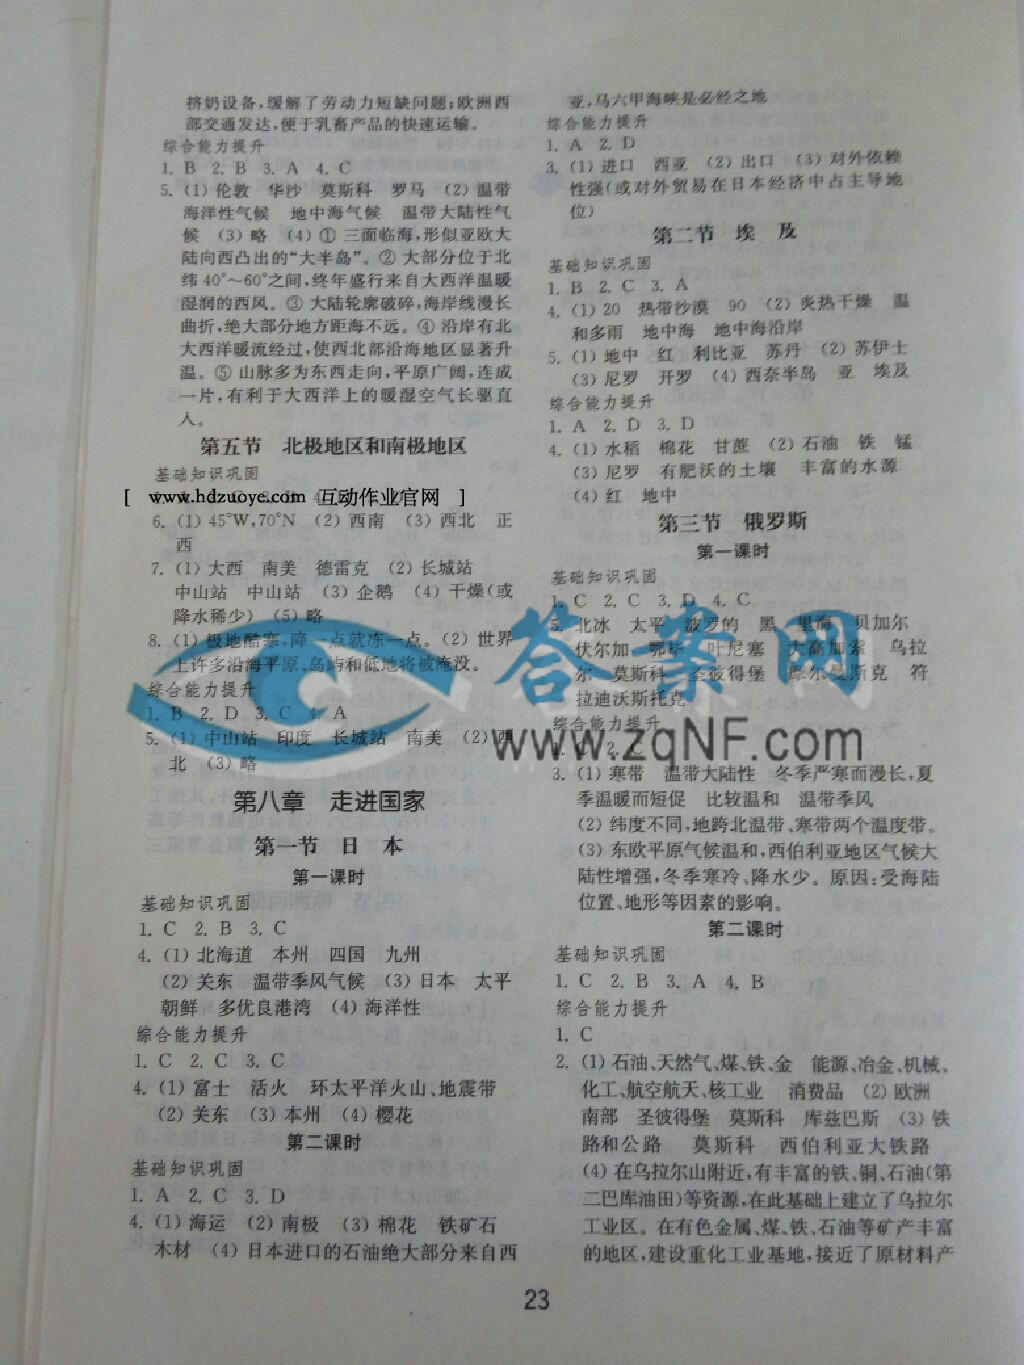 挤奶设备,缓解了劳动力短缺问题;欧洲西
部交通发达,便于乳畜产品的快速运输。
综合能力提升
1. B 2. B 3. A 4. C
5. (1) 伦敦 华沙 莫斯科 罗马 (2) 温带
海洋性气候 地中海气候 温带大陆性气
候 (3) 略 (4) ① 三面临海,形似亚欧大
陆向西凸出的“大半岛”。② 大部分位于北
纬40°～60°之间,终年盛行来自大西洋温暖
湿润的西风。③ 大陆轮廓破碎,海岸线漫长
曲折,绝大部分地方距海不远。④ 沿岸有北
大西洋暖流经过,使西北部沿海地区显著升
温。⑤ 山脉多为东西走向,平原广阔,连成
一片,有利于大西洋上的暖湿空气长驱直
入。
第五节 北极地区和南极地区
基础知识巩固
[ www.hdzuoye.com 互动作业官网 ]
6. (1) 45°W,70°N (2) 西南 (3) 西北 正
西
7. (1) 大西 南美 德雷克 (2) 长城站
中山站 中山站 (3) 企鹅 (4) 干燥(或
降水稀少) (5) 略
8. (1) 极地酷寒,降一点就冻一点。 (2) 世界
上许多沿海平原、岛屿和低地将被淹没。
综合能力提升
1. B 2. D 3. C 4. A
5. (1) 中山站 印度 长城站 南美 (2) 西
北 (3) 略
第八章 走进国家
第一节 日 本
第一课时
基础知识巩固
1. C 2. B 3. C
4. (1) 北海道 本州 四国 九州
(2) 关东 温带季风气候 (3) 日本 太平
朝鲜 多优良港湾 (4) 海洋性
综合能力提升
1. C 2. C 3. C
4. (1) 富士 活火 环太平洋火山、地震带
(2) 关东 (3) 本州 (4) 樱花
第二课时
基础知识巩固
1. A 2. C 3. D
4. (1) 海运 (2) 南极 (3) 棉花 铁矿石
木材 (4) 日本进口的石油绝大部分来自西
亚,马六甲海峡是必经之地
综合能力提升
1. A 2. D
3. (1) 进口 西亚 (2) 出口 (3) 对外依赖
性强(或对外贸易在日本经济中占主导地
位)
第二节 埃 及
基础知识巩固
1. B 2. C 3. A
4. (1) 20 热带沙漠 90 (2) 炎热干燥 温
和多雨 地中海 地中海沿岸
5. (1) 地中 红 利比亚 苏丹 (2) 苏伊士
(3) 尼罗 开罗 (4) 西奈半岛 亚 埃及
综合能力提升
1. A 2. D 3. D
4. (1) 水稻 棉花 甘蔗 (2) 石油 铁 锰
(3) 尼罗 有肥沃的土壤 丰富的水源
(4) 红 地中
第三节 俄罗斯
第一课时
基础知识巩固
1. C 2. C 3. D 4. C
5. 北冰 太平 波罗的 黑 里海 贝加尔
伏尔加 鄂毕 叶尼塞 大高加索 乌拉
尔 莫斯科 圣彼得堡 摩尔曼斯克 符
拉迪沃斯托克
综合能力提升
答案网
www.zqNF.com
3. (1) 寒带 温带大陆性 冬季严寒而漫长,夏
季温暖而短促 比较温和 温带季风
(2) 纬度不同,地跨北温带、寒带两个温度带。
(3) 东欧平原气候温和,西伯利亚地区气候大
陆性增强,冬季寒冷、降水少。原因:受海陆
位置、地形等因素的影响。
第二课时
基础知识巩固
1. C 2. B 3. A 4. B
综合能力提升
1. C
2. (1) 石油、天然气、煤、铁、金 能源、冶金、机械、
化工、航空航天、核工业 消费品 (2) 欧洲
南部 圣彼得堡 莫斯科 库兹巴斯 (3) 铁
路和公路 莫斯科 西伯利亚大铁路
(4) 在乌拉尔山附近,有丰富的铁、铜、石油(第
二巴库油田)等资源,在此基础上建立了乌拉尔
工业区。在有色金属、煤、铁、石油等矿产丰富
的地区,建设重化工业基地,接近了原材料产
23